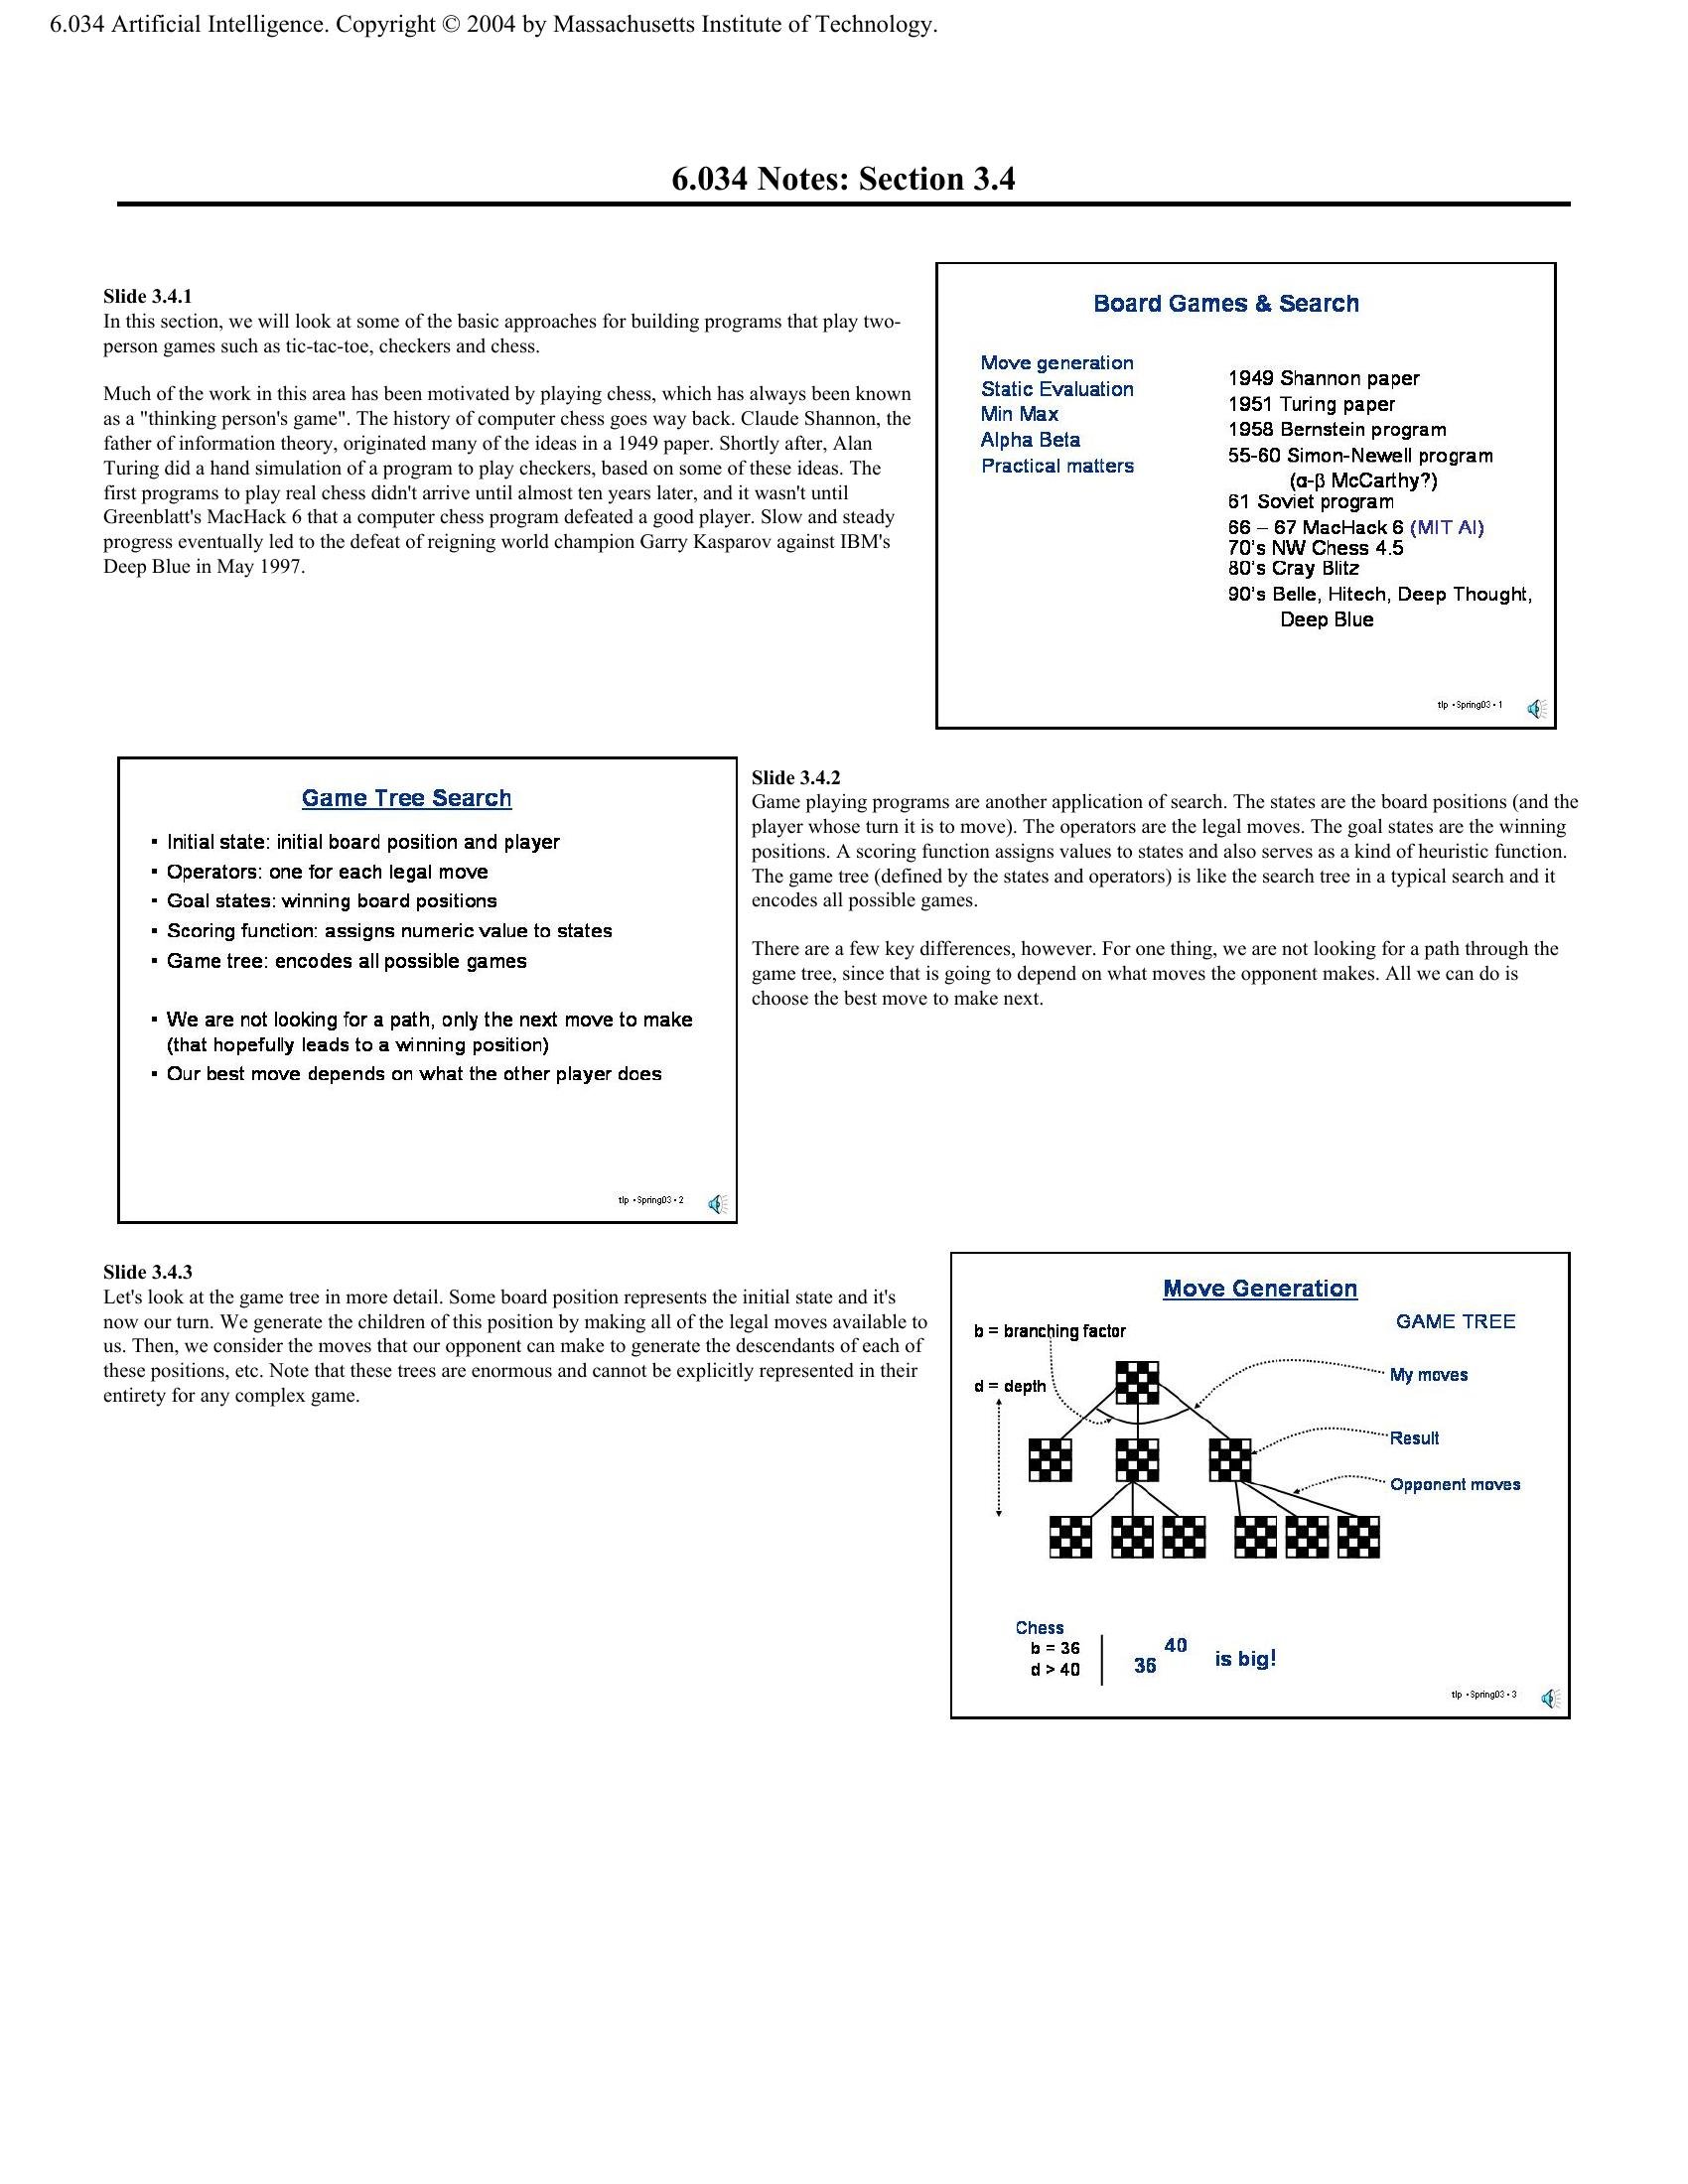 6.034 Artificial Intelligence. Copyright © 2004 by Massachusetts Institute of Technology.
6.034 Notes: Section 3.4
Slide 3.4.1
In this section, we will look at some of the basic approaches for building programs that play two-
person games such as tic-tac-toe, checkers and chess.
Much of the work in this area has been motivated by playing chess, which has always been known
as a "thinking person's game". The history of computer chess goes way back. Claude Shannon, the
father of information theory, originated many of the ideas in a 1949 paper. Shortly after, Alan
Turing did a hand simulation of a program to play checkers, based on some of these ideas. The
first programs to play real chess didn't arrive until almost ten years later, and it wasn't until
Greenblatt's MacHack 6 that a computer chess program defeated a good player. Slow and steady
progress eventually led to the defeat of reigning world champion Garry Kasparov against IBM's
Deep Blue in May 1997.
Board Games & Search
Move generation
Static Evaluation
Min Max
Alpha Beta
Practical matters
1949 Shannon paper
1951 Turing paper
1958 Bernstein program
55-60 Simon-Newell program
(α-β McCarthy?)
61 Soviet program
66 – 67 MacHack 6 (MIT AI)
70's NW Chess 4.5
80's Cray Blitz
90's Belle, Hitech, Deep Thought,
Deep Blue
tlp • Spring03 • 1
Game Tree Search
▪ Initial state: initial board position and player
▪ Operators: one for each legal move
▪ Goal states: winning board positions
▪ Scoring function: assigns numeric value to states
▪ Game tree: encodes all possible games
▪ We are not looking for a path, only the next move to make
(that hopefully leads to a winning position)
▪ Our best move depends on what the other player does
tlp • Spring03 • 2
Slide 3.4.2
Game playing programs are another application of search. The states are the board positions (and the
player whose turn it is to move). The operators are the legal moves. The goal states are the winning
positions. A scoring function assigns values to states and also serves as a kind of heuristic function.
The game tree (defined by the states and operators) is like the search tree in a typical search and it
encodes all possible games.
There are a few key differences, however. For one thing, we are not looking for a path through the
game tree, since that is going to depend on what moves the opponent makes. All we can do is
choose the best move to make next.
Slide 3.4.3
Let's look at the game tree in more detail. Some board position represents the initial state and it's
now our turn. We generate the children of this position by making all of the legal moves available to
us. Then, we consider the moves that our opponent can make to generate the descendants of each of
these positions, etc. Note that these trees are enormous and cannot be explicitly represented in their
entirety for any complex game.
Move Generation
GAME TREE
b = branching factor
My moves
d = depth
Result
Opponent moves
Chess
b = 36
d > 40
36 40 is big!
tlp • Spring03 • 3